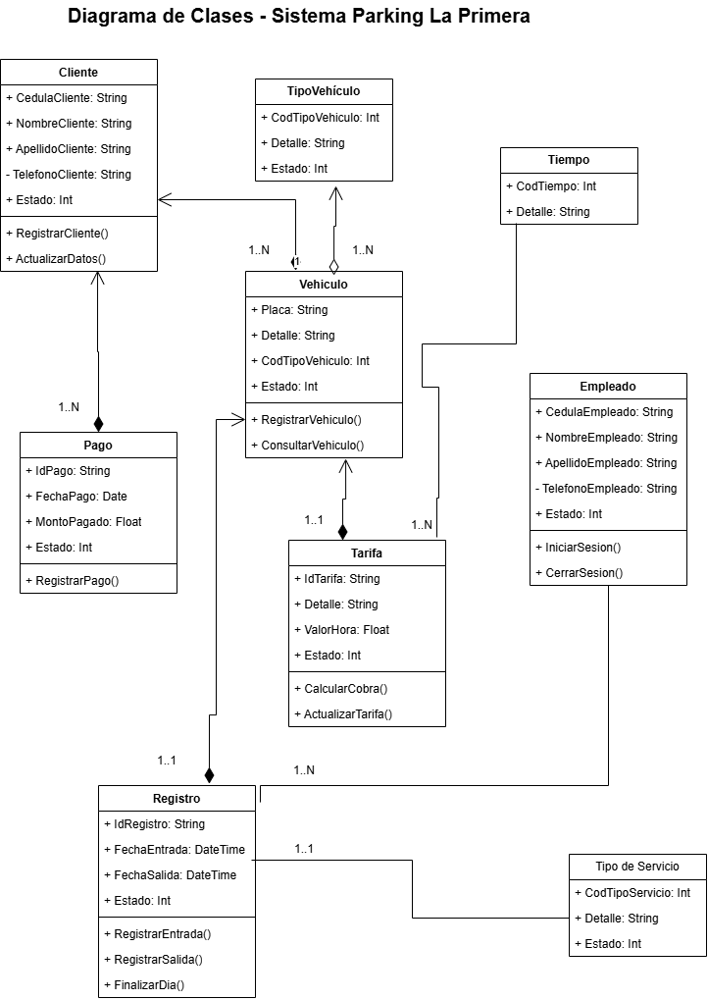 Diagrama de Clases - Sistema Parking La Primera
Cliente
+ CedulaCliente: String
+ NombreCliente: String
+ ApellidoCliente: String
- TelefonoCliente: String
+ Estado: Int
+ RegistrarCliente()
+ ActualizarDatos()
TipoVehículo
+ CodTipoVehiculo: Int
+ Detalle: String
+ Estado: Int
Tiempo
+ CodTiempo: Int
+ Detalle: String
1..N
1
1..N
Vehiculo
+ Placa: String
+ Detalle: String
+ CodTipoVehiculo: Int
+ Estado: Int
+ RegistrarVehiculo()
+ ConsultarVehiculo()
Empleado
+ CedulaEmpleado: String
+ NombreEmpleado: String
+ ApellidoEmpleado: String
- TelefonoEmpleado: String
+ Estado: Int
+ IniciarSesion()
+ CerrarSesion()
1..N
Pago
+ IdPago: String
+ FechaPago: Date
+ MontoPagado: Float
+ Estado: Int
+ RegistrarPago()
1..1
1..N
Tarifa
+ IdTarifa: String
+ Detalle: String
+ ValorHora: Float
+ Estado: Int
+ CalcularCobra()
+ ActualizarTarifa()
1..1
1..N
Registro
+ IdRegistro: String
+ FechaEntrada: DateTime
+ FechaSalida: DateTime
+ Estado: Int
+ RegistrarEntrada()
+ RegistrarSalida()
+ FinalizarDia()
1..1
Tipo de Servicio
+ CodTipoServicio: Int
+ Detalle: String
+ Estado: Int